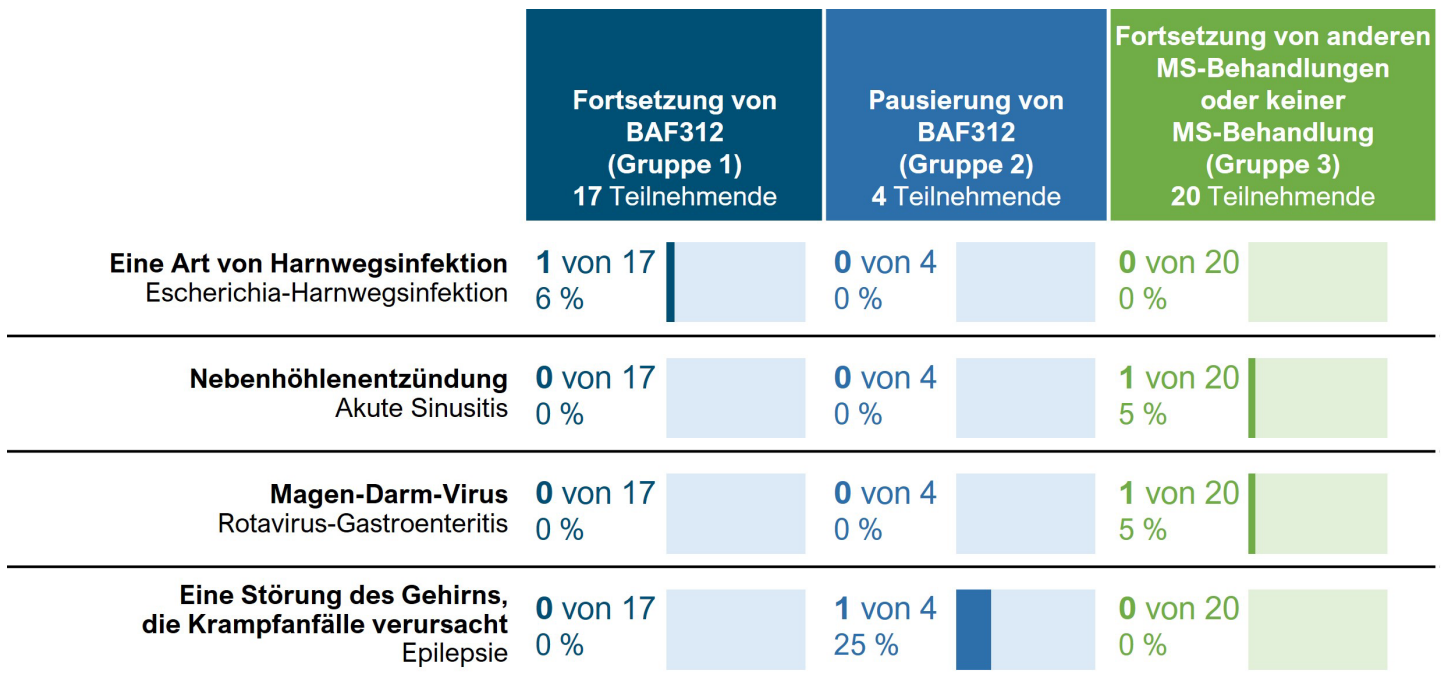 Fortsetzung von
BAF312
(Gruppe 1)
17 Teilnehmende
Pausierung von
BAF312
(Gruppe 2)
4 Teilnehmende
Fortsetzung von anderen
MS-Behandlungen
oder keiner
MS-Behandlung
(Gruppe 3)
20 Teilnehmende
Eine Art von Harnwegsinfektion
Escherichia-Harnwegsinfektion
1 von 17
6 %
0 von 4
0 %
0 von 20
0 %
Nebenhöhlenentzündung
Akute Sinusitis
0 von 17
0 %
0 von 4
0 %
1 von 20
5 %
Magen-Darm-Virus
Rotavirus-Gastroenteritis
0 von 17
0 %
0 von 4
0 %
1 von 20
5 %
Eine Störung des Gehirns,
die Krampfanfälle verursacht
Epilepsie
0 von 17
0 %
1 von 4
25 %
0 von 20
0 %